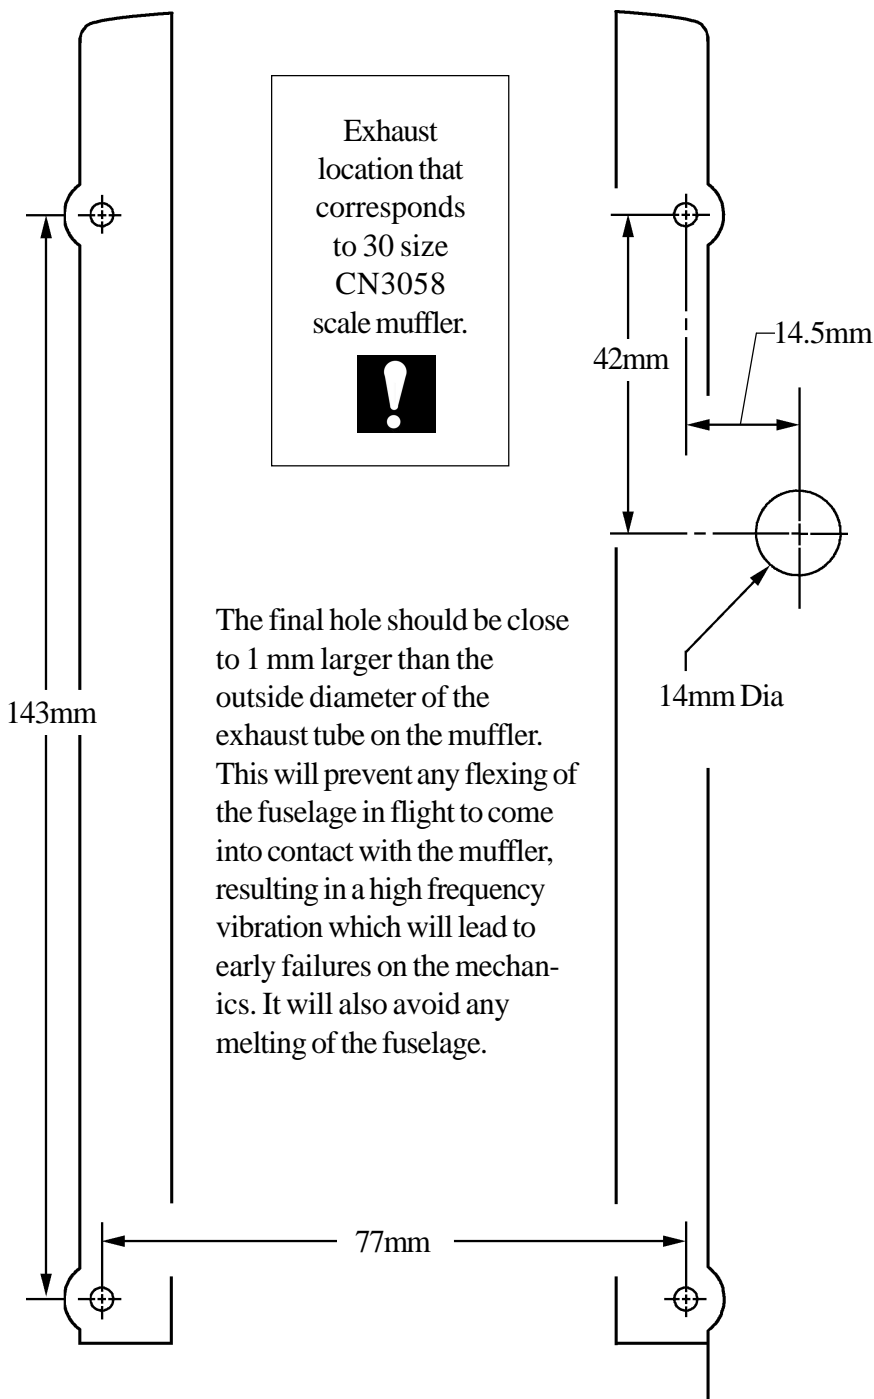 Exhaust
location that
corresponds
to 30 size
CN3058
scale muffler.
!
42mm
14.5mm
The final hole should be close
to 1 mm larger than the
outside diameter of the
exhaust tube on the muffler.
This will prevent any flexing of
the fuselage in flight to come
into contact with the muffler,
resulting in a high frequency
vibration which will lead to
early failures on the mechan-
ics. It will also avoid any
melting of the fuselage.
143mm
14mm Dia
77mm